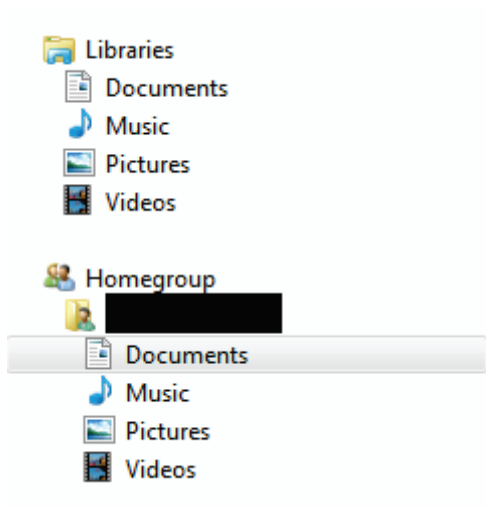 Libraries
Documents
Music
Pictures
Videos
Homegroup
Documents
Music
Pictures
Videos